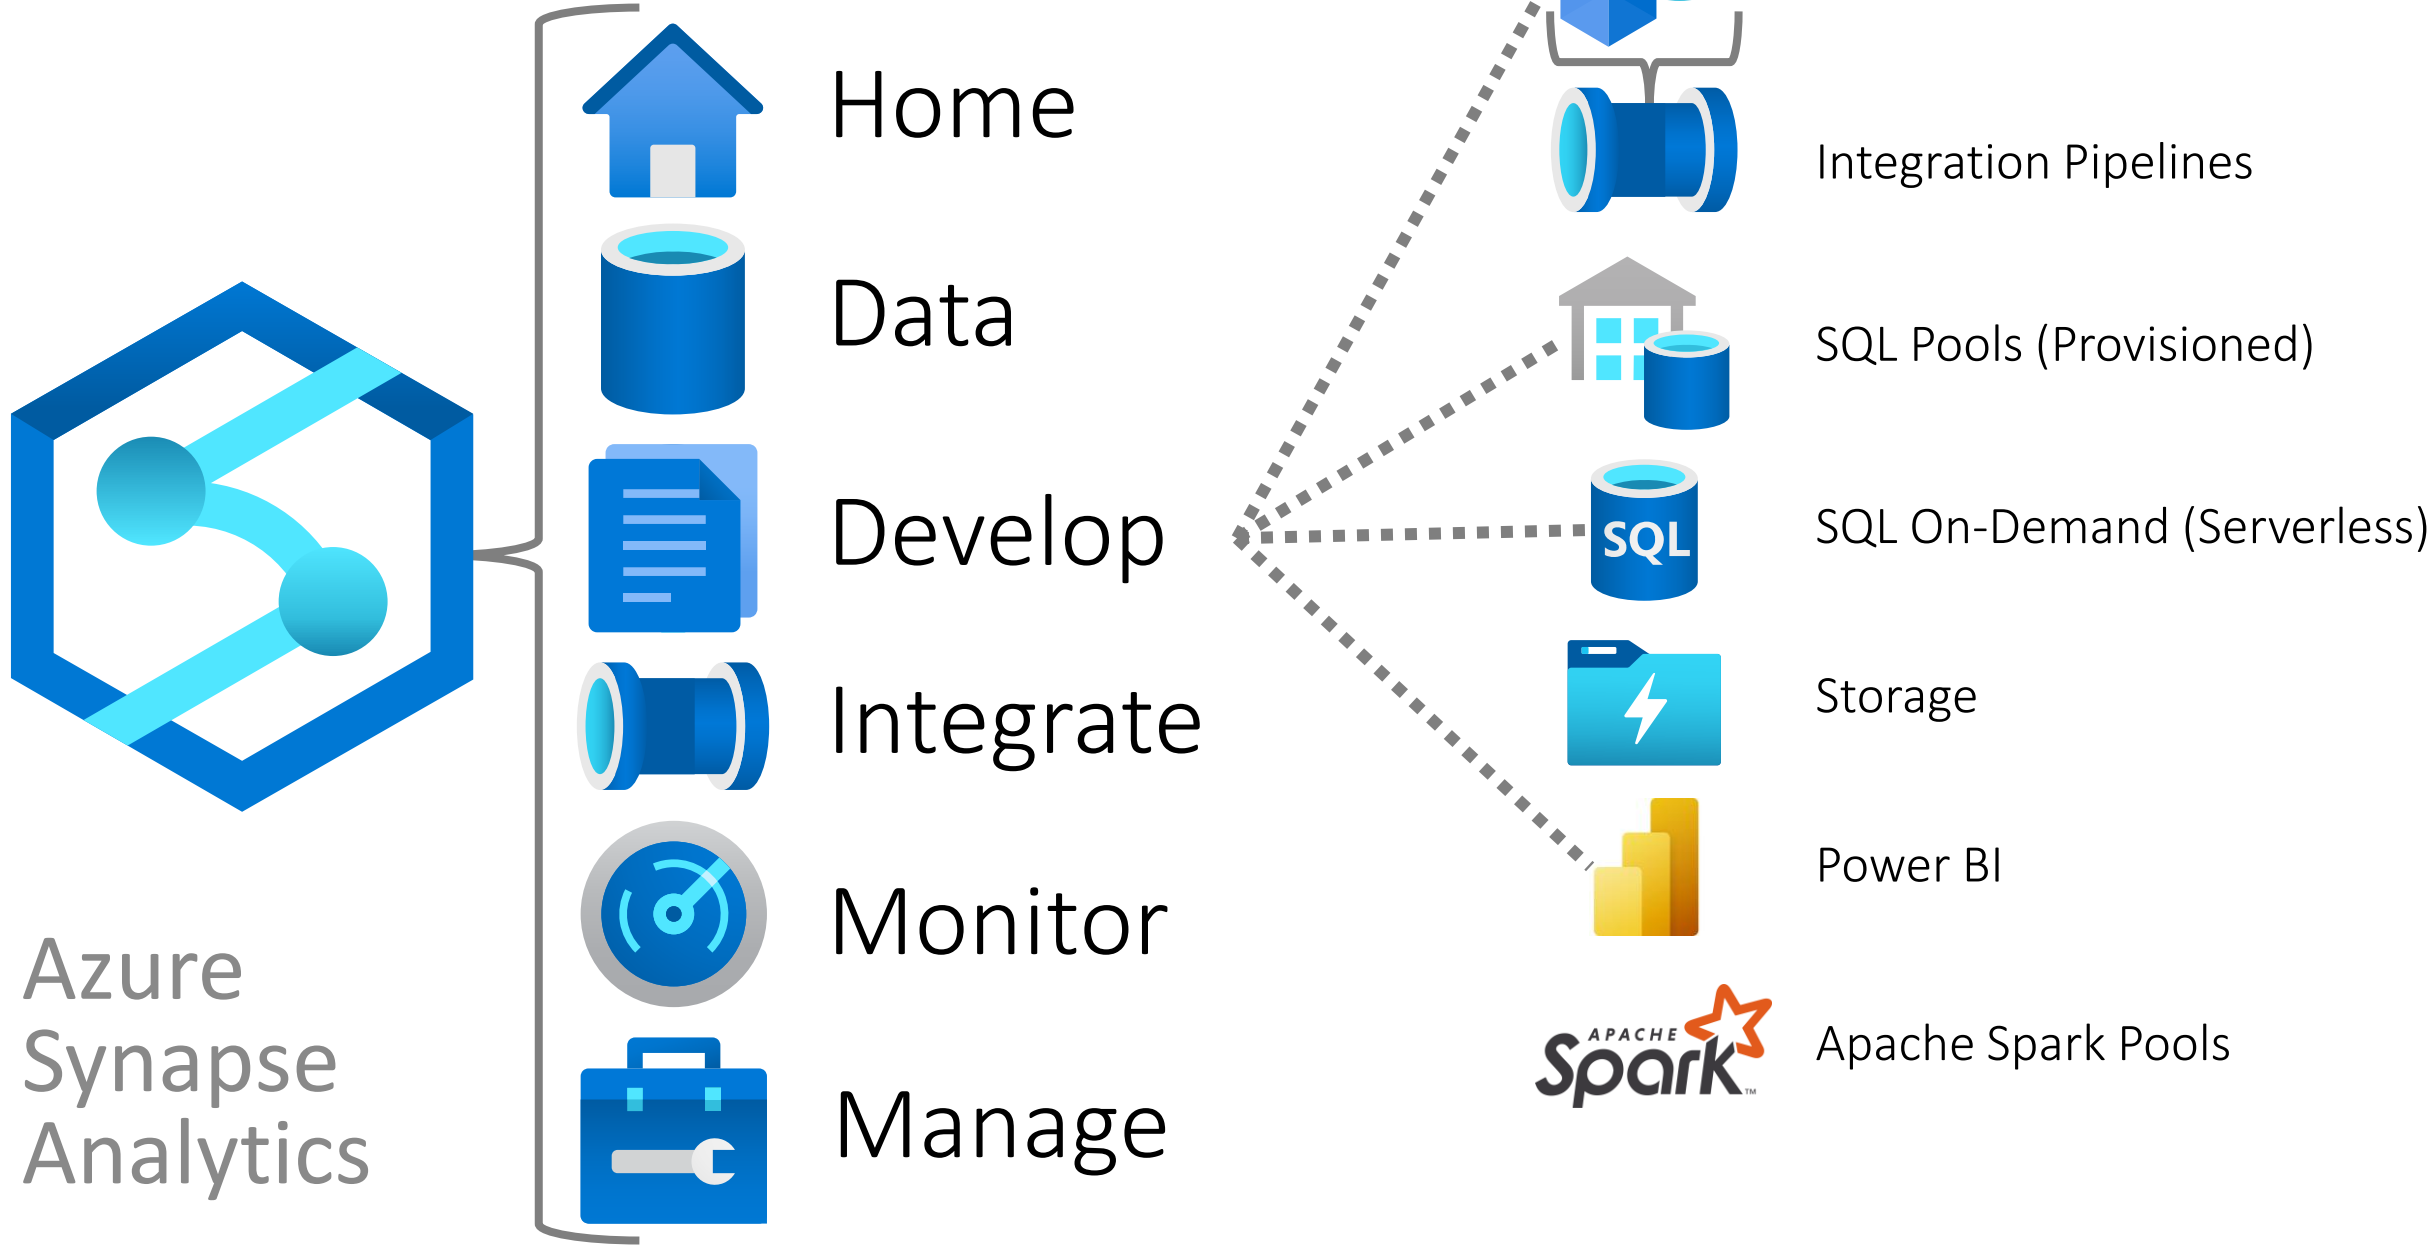 Azure
Synapse
Analytics
Home
Data
Develop
Integrate
Monitor
Manage
Integration Pipelines
SQL Pools (Provisioned)
SQL
SQL On-Demand (Serverless)
Storage
Power BI
APACHE
Spark™
Apache Spark Pools